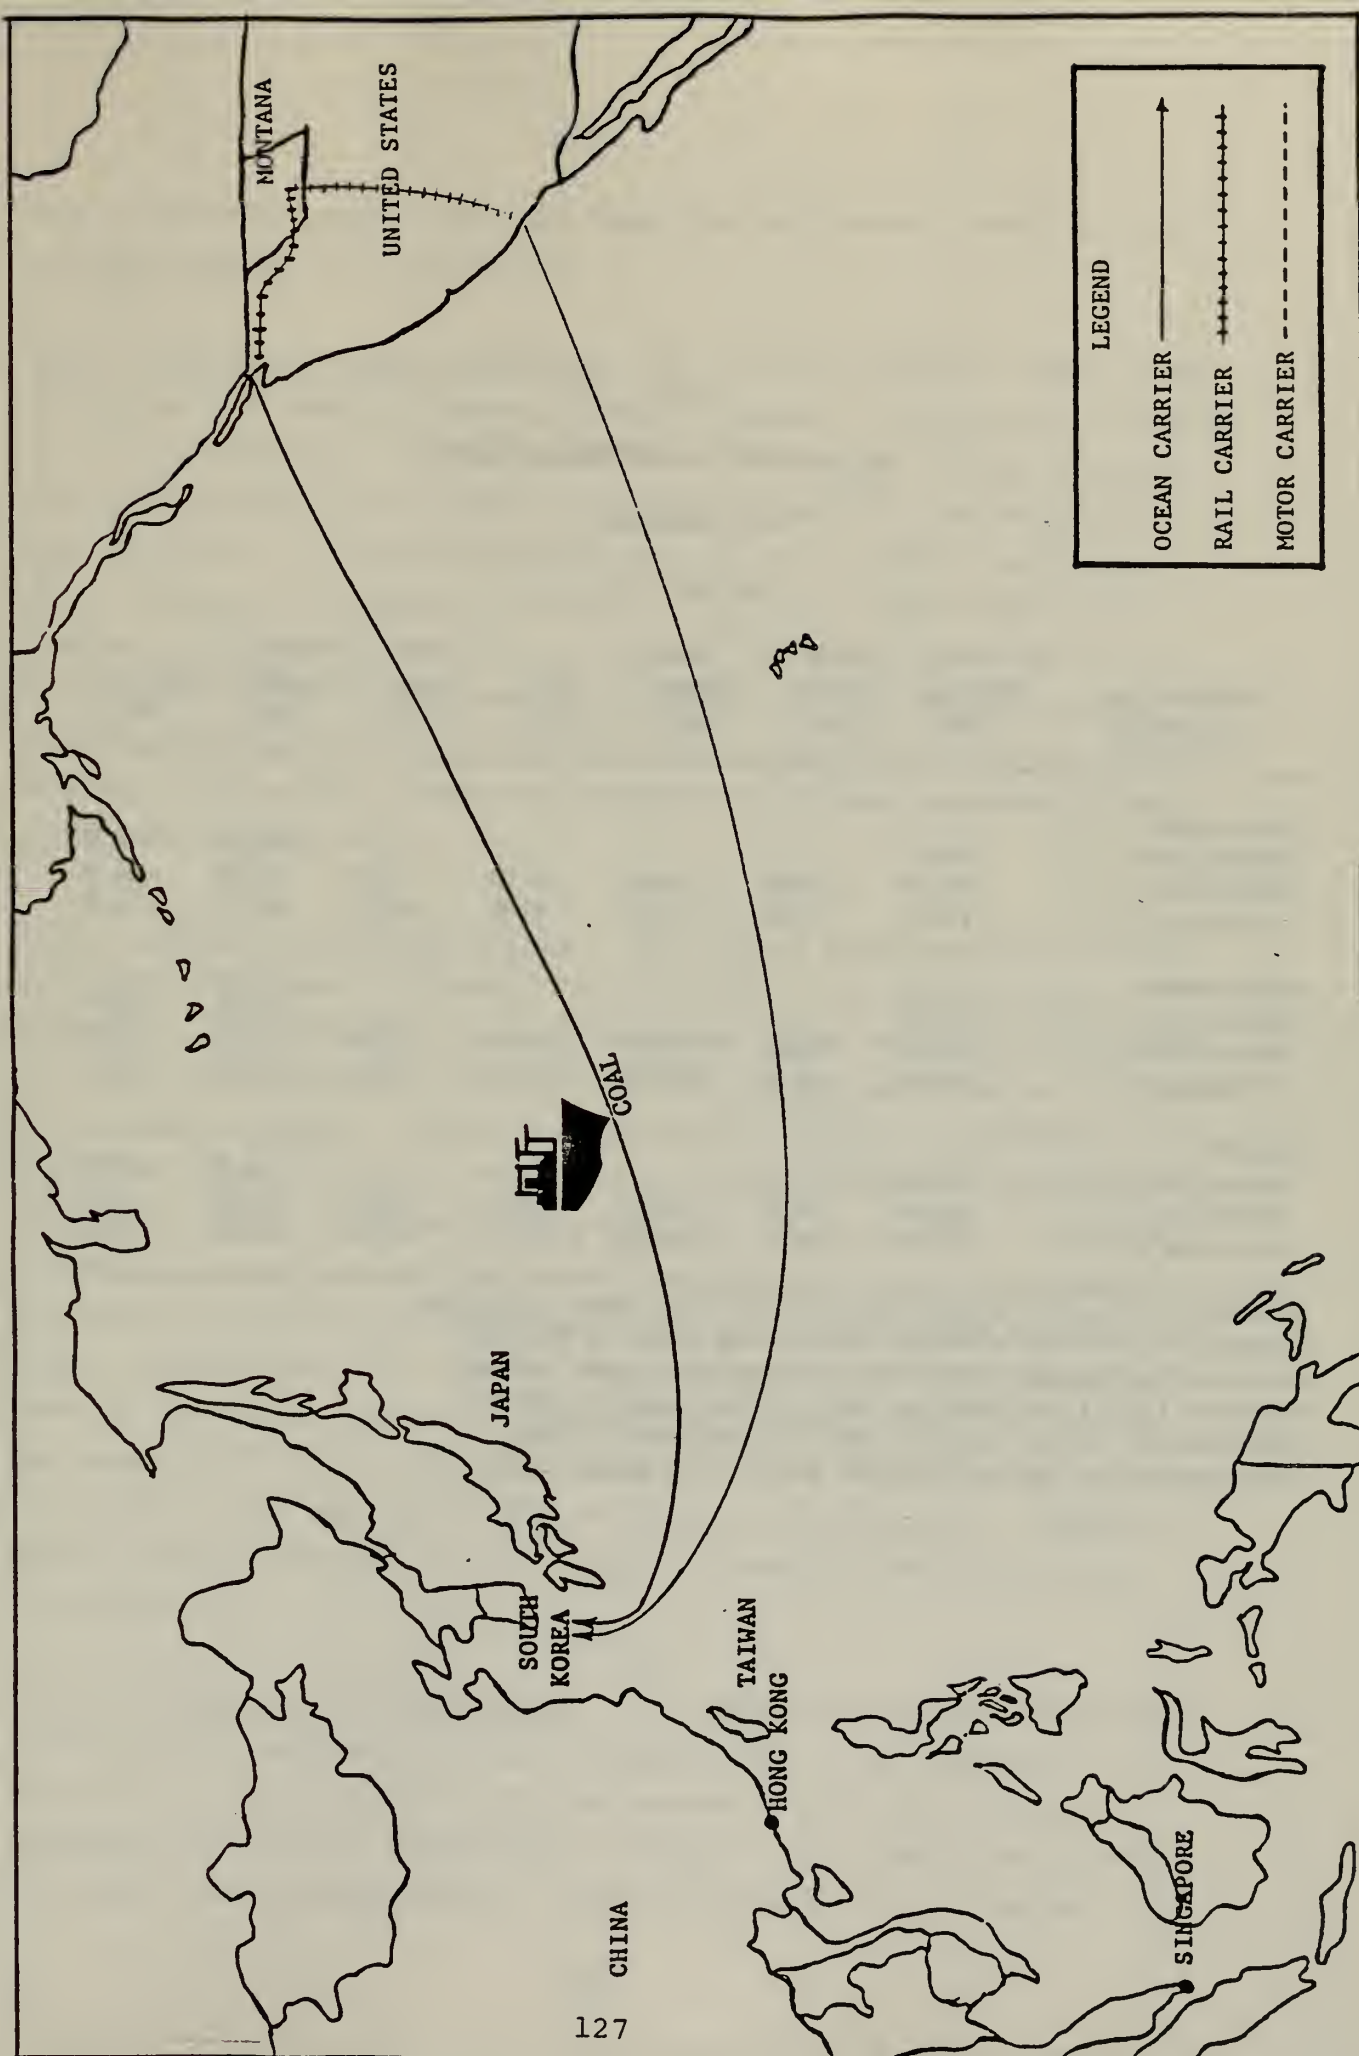 MONTANA
UNITED STATES
COAL
JAPAN
SOUTH
KOREA
TAIWAN
HONG KONG
CHINA
SINGAPORE
LEGEND
OCEAN CARRIER
RAIL CARRIER
MOTOR CARRIER
127